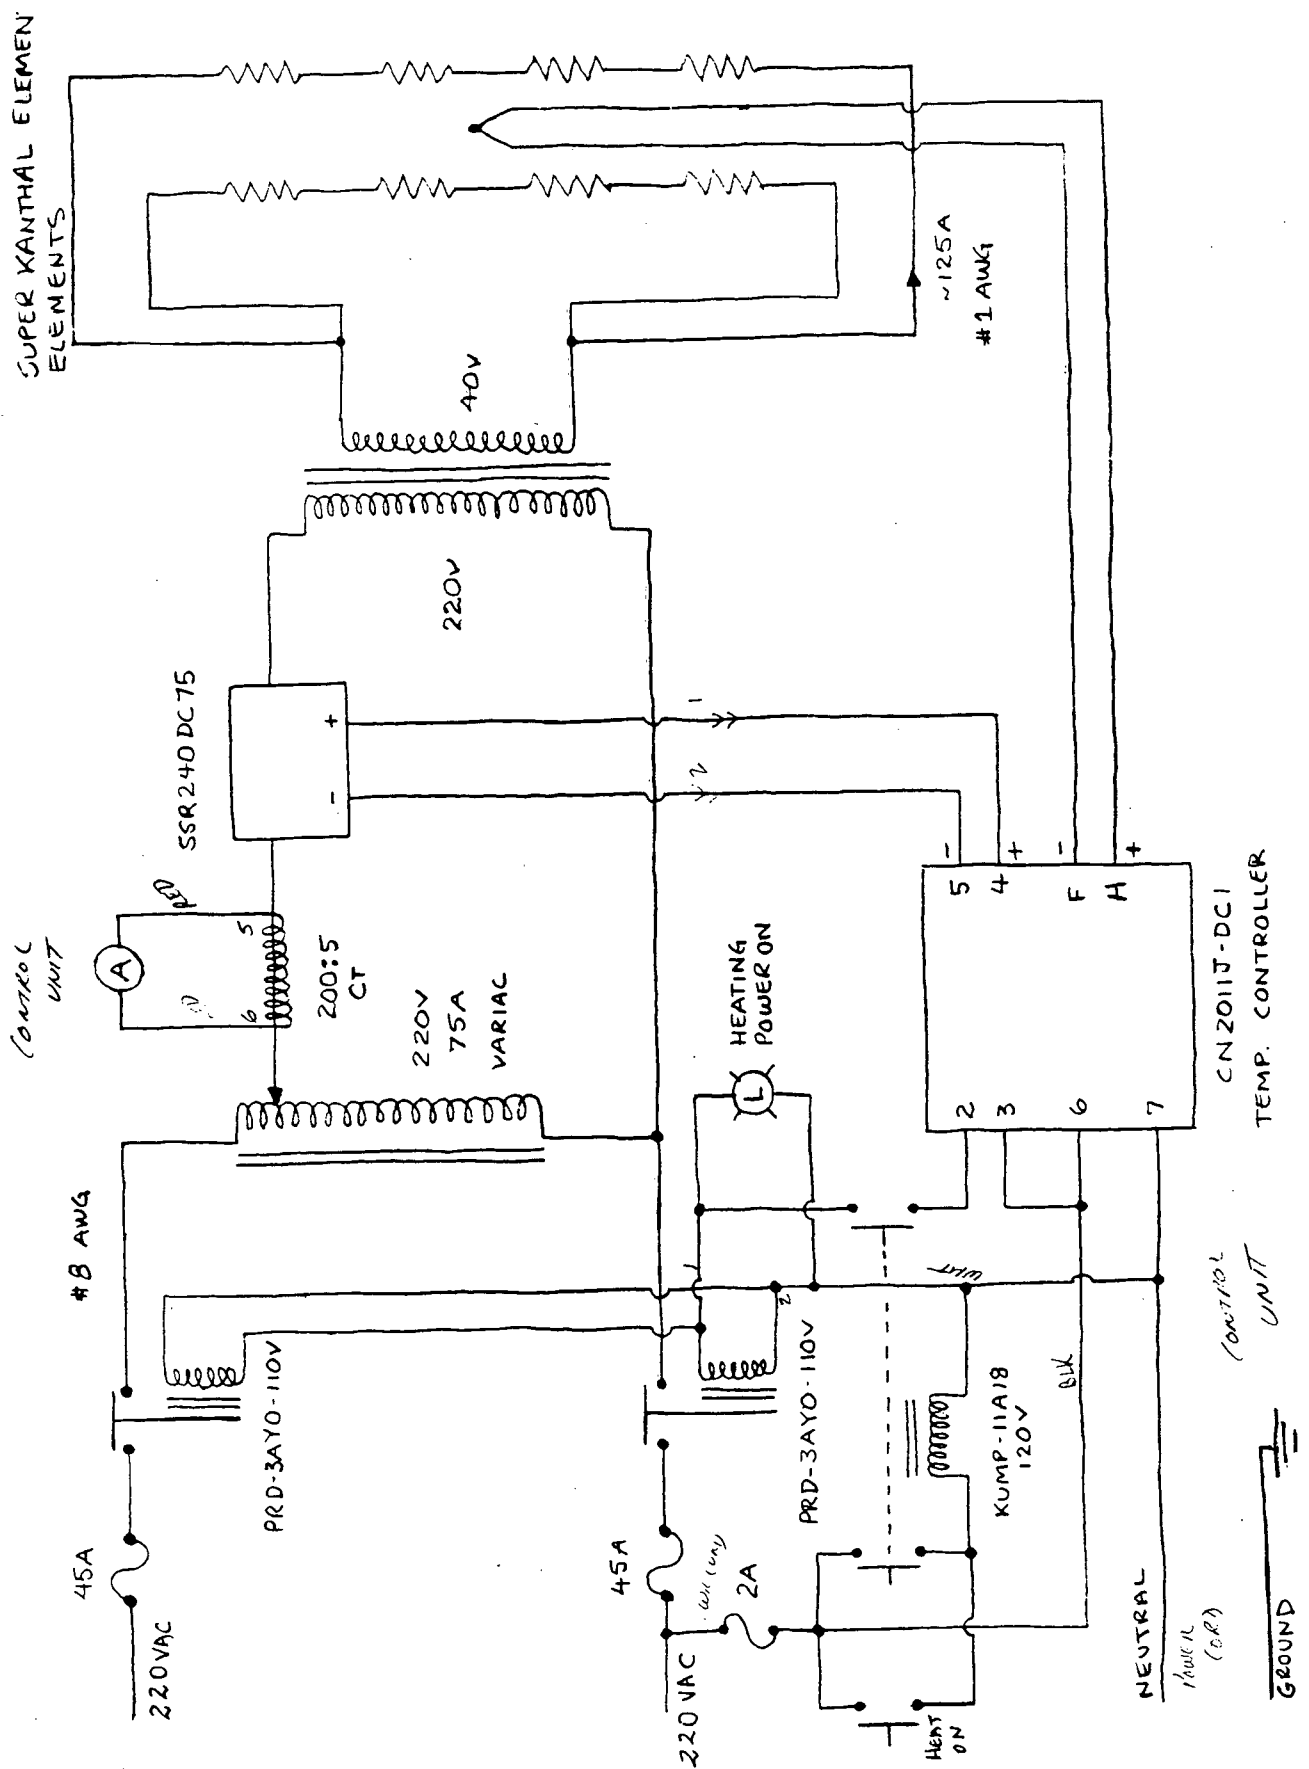 SUPER KANTHAL ELEMEN
ELEMENTS
CONTROL
UNIT
SSR240DC75
RED
A
5
6
200:5
CT
220V
75A
VARIAC
#8 AWG
45A
220VAC
PRD-3AYO-110V
+
-
220V
40V
~125A
#1 AWG
1
2
HEATING
POWER ON
L
1
2
45A
2A
220VAC
PRD-3AYO-110V
WHT
KUMP-11A18
120V
BLK
HEAT
ON
NEUTRAL
POWER
CORD
GROUND
CONTROL
UNIT
- 5
+ 4
- F
+ H
2
3
6
7
CN2011J-DC1
TEMP. CONTROLLER